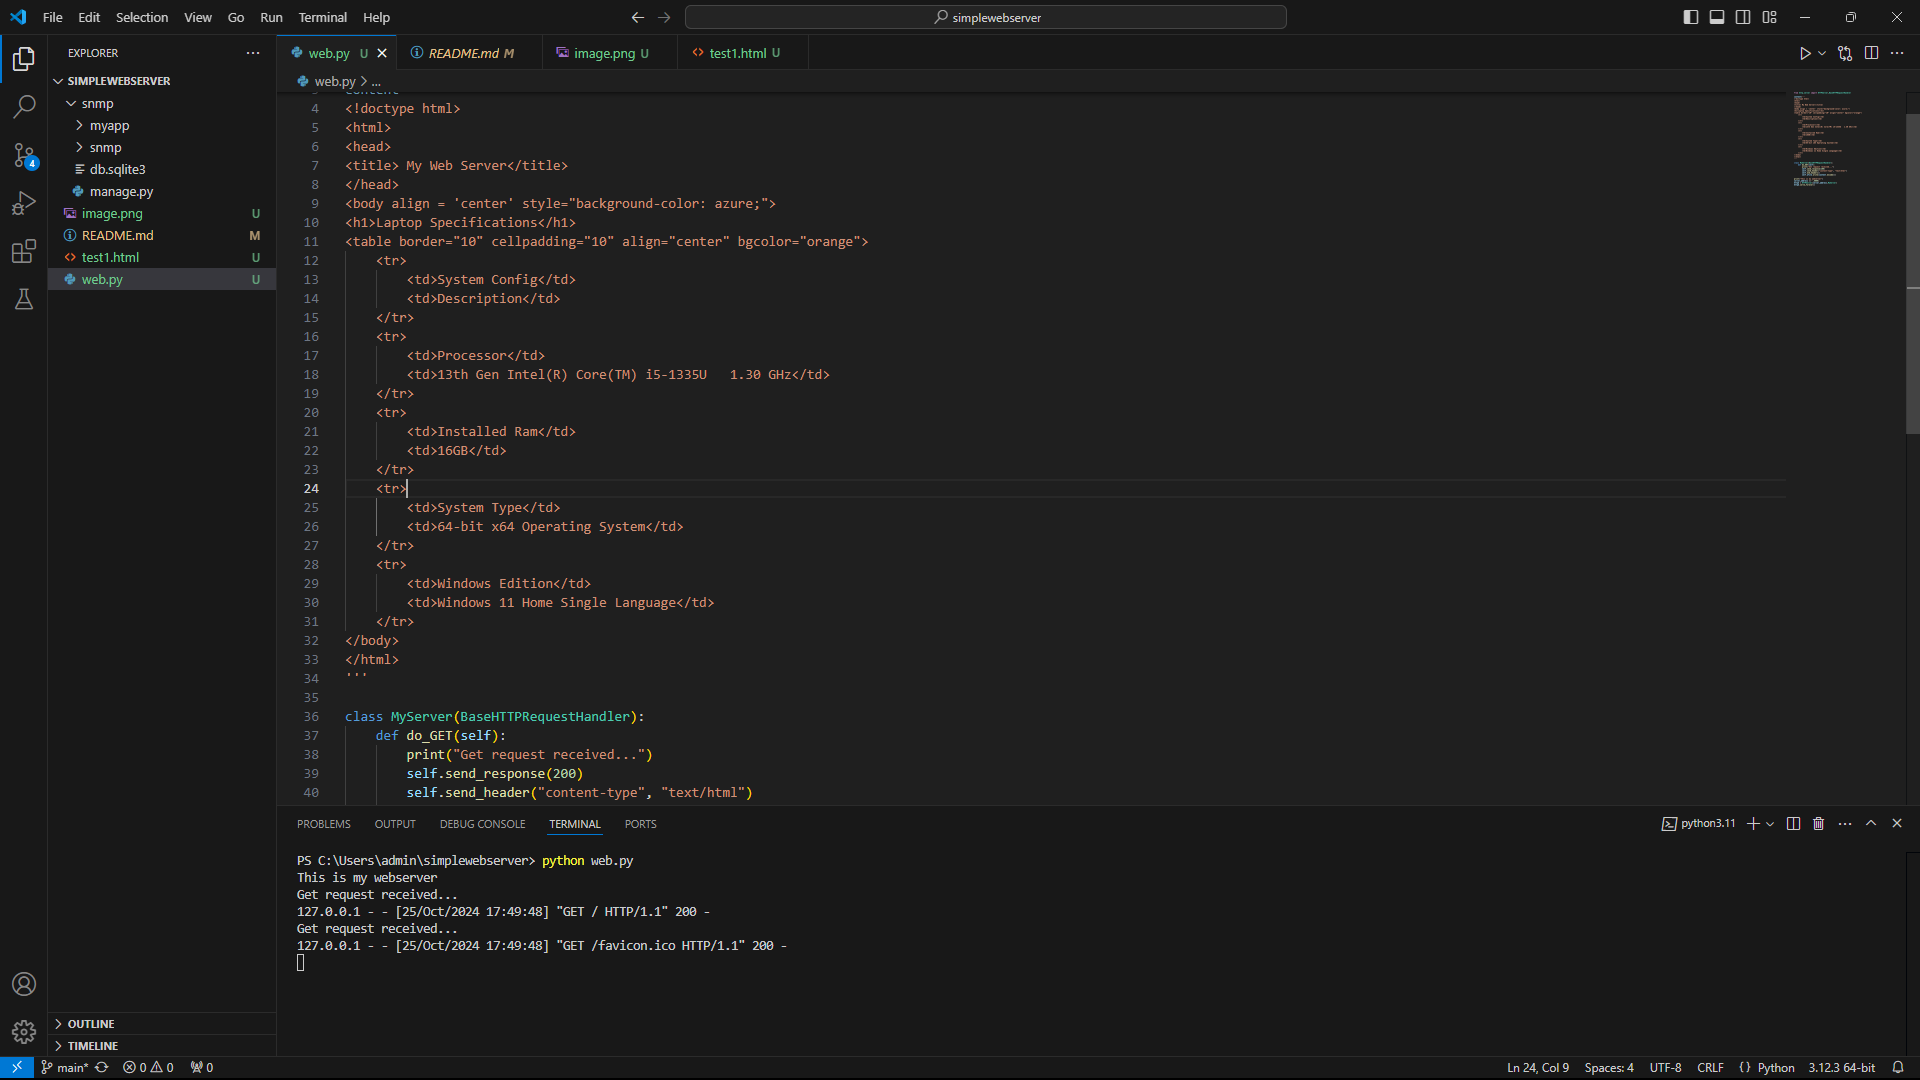 File Edit Selection View Go Run Terminal Help
simplewebserver
EXPLORER
SIMPLEWEBSERVER
snmp
myapp
snmp
db.sqlite3
manage.py
image.png U
README.md M
test1.html U
web.py U
OUTLINE
TIMELINE
4
web.py U README.md M image.png U test1.html U
web.py > ...
4 <!doctype html>
5 <html>
6 <head>
7 <title> My Web Server</title>
8 </head>
9 <body align = 'center' style="background-color: azure;">
10 <h1>Laptop Specifications</h1>
11 <table border="10" cellpadding="10" align="center" bgcolor="orange">
12 <tr>
13 <td>System Config</td>
14 <td>Description</td>
15 </tr>
16 <tr>
17 <td>Processor</td>
18 <td>13th Gen Intel(R) Core(TM) i5-1335U   1.30 GHz</td>
19 </tr>
20 <tr>
21 <td>Installed Ram</td>
22 <td>16GB</td>
23 </tr>
24 <tr>
25 <td>System Type</td>
26 <td>64-bit x64 Operating System</td>
27 </tr>
28 <tr>
29 <td>Windows Edition</td>
30 <td>Windows 11 Home Single Language</td>
31 </tr>
32 </body>
33 </html>
34 '''
35
36 class MyServer(BaseHTTPRequestHandler):
37 def do_GET(self):
38 print("Get request received...")
39 self.send_response(200)
40 self.send_header("content-type", "text/html")
PROBLEMS OUTPUT DEBUG CONSOLE TERMINAL PORTS
python3.11
PS C:\Users\admin\simplewebserver> python web.py
This is my webserver
Get request received...
127.0.0.1 - - [25/Oct/2024 17:49:48] "GET / HTTP/1.1" 200 -
Get request received...
127.0.0.1 - - [25/Oct/2024 17:49:48] "GET /favicon.ico HTTP/1.1" 200 -
main* 0 0 0
Ln 24, Col 9 Spaces: 4 UTF-8 CRLF {} Python 3.12.3 64-bit